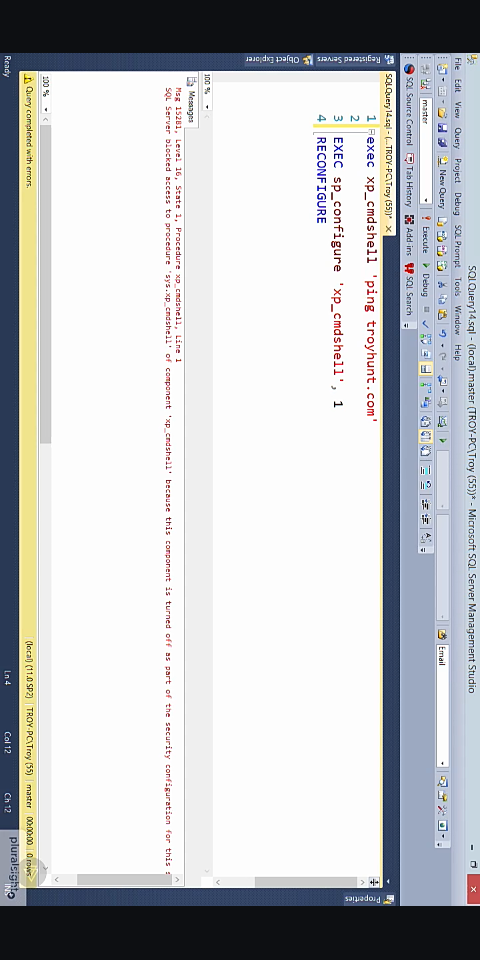 SQLQuery14.sql - (local).master (TROY-PC\Troy (55))* - Microsoft SQL Server Management Studio
File Edit View Query Project Debug SQL Prompt Tools Window Help
New Query
Email
master
Execute
Debug
SQL Source Control
Tab History
Add-ins
SQL Search
Registered Servers
Object Explorer
Properties
SQLQuery14.sql - (...TROY-PC\Troy (55))*
1 exec xp_cmdshell 'ping troyhunt.com'
2
3 EXEC sp_configure 'xp_cmdshell', 1
4 RECONFIGURE
100 %
Messages
Msg 15281, Level 16, State 1, Procedure xp_cmdshell, Line 1
SQL Server blocked access to procedure 'sys.xp_cmdshell' of component 'xp_cmdshell' because this component is turned off as part of the security configuration for this
100 %
Query completed with errors.
(local) (11.0 SP2)
TROY-PC\Troy (55)
master
00:00:00
0 rows
Ready
Ln 4
Col 12
Ch 12
INS
pluralsight